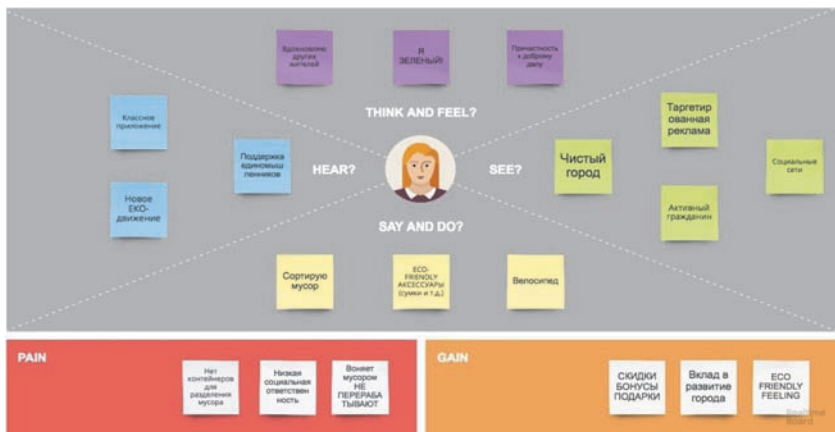 Вдохновляю
других
жителей
Я
ЗЕЛЕНЫЙ!
Причастность
к доброму
делу
THINK AND FEEL?
Классное
приложение
Поддержка
единомыш
ленников
Новое
ЕКО-
движение
HEAR?
SEE?
Чистый
город
Таргетир
ованная
реклама
Социальные
сети
Активный
гражданин
SAY AND DO?
Сортирую
мусор
ECO-
FRIENDLY
АКСЕССУАРЫ
(сумки и т.д.)
Велосипед
PAIN
Нет
контейнеров
для
разделения
мусора
Низкая
социальная
ответствен
ность
Воняет
мусором
НЕ
ПЕРЕРАБА
ТЫВАЮТ
GAIN
СКИДКИ
БОНУСЫ
ПОДАРКИ
Вклад в
развитие
города
ECO
FRIENDLY
FEELING
Realtime
Board